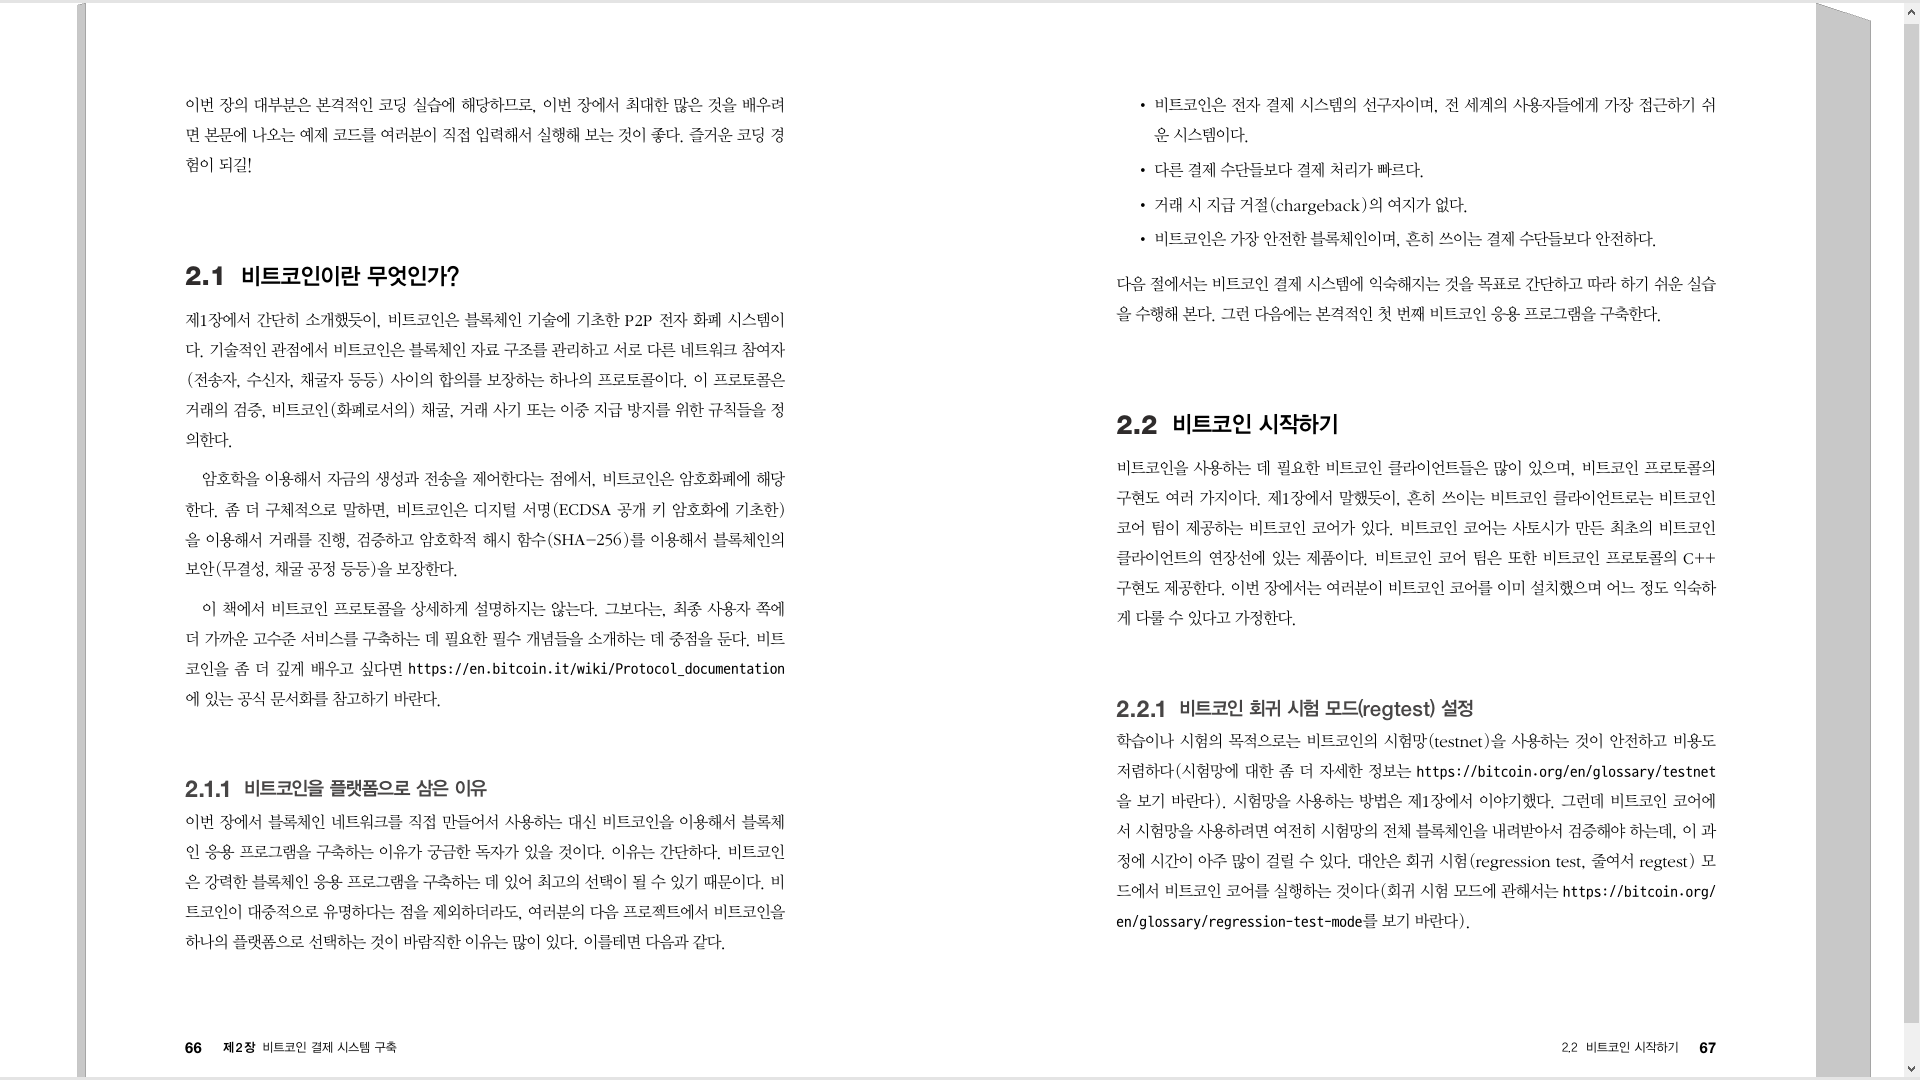 이번 장의 대부분은 본격적인 코딩 실습에 해당하므로, 이번 장에서 최대한 많은 것을 배우려
면 본문에 나오는 예제 코드를 여러분이 직접 입력해서 실행해 보는 것이 좋다. 즐거운 코딩 경
험이 되길!
2.1 비트코인이란 무엇인가?
제1장에서 간단히 소개했듯이, 비트코인은 블록체인 기술에 기초한 P2P 전자 화폐 시스템이
다. 기술적인 관점에서 비트코인은 블록체인 자료 구조를 관리하고 서로 다른 네트워크 참여자
(전송자, 수신자, 채굴자 등등) 사이의 합의를 보장하는 하나의 프로토콜이다. 이 프로토콜은
거래의 검증, 비트코인(화폐로서의) 채굴, 거래 사기 또는 이중 지급 방지를 위한 규칙들을 정
의한다.
암호학을 이용해서 자금의 생성과 전송을 제어한다는 점에서, 비트코인은 암호화폐에 해당
한다. 좀 더 구체적으로 말하면, 비트코인은 디지털 서명(ECDSA 공개 키 암호화에 기초한)
을 이용해서 거래를 진행, 검증하고 암호학적 해시 함수(SHA-256)를 이용해서 블록체인의
보안(무결성, 채굴 공정 등등)을 보장한다.
이 책에서 비트코인 프로토콜을 상세하게 설명하지는 않는다. 그보다는, 최종 사용자 쪽에
더 가까운 고수준 서비스를 구축하는 데 필요한 필수 개념들을 소개하는 데 중점을 둔다. 비트
코인을 좀 더 깊게 배우고 싶다면 https://en.bitcoin.it/wiki/Protocol_documentation
에 있는 공식 문서화를 참고하기 바란다.
2.1.1 비트코인을 플랫폼으로 삼은 이유
이번 장에서 블록체인 네트워크를 직접 만들어서 사용하는 대신 비트코인을 이용해서 블록체
인 응용 프로그램을 구축하는 이유가 궁금한 독자가 있을 것이다. 이유는 간단하다. 비트코인
은 강력한 블록체인 응용 프로그램을 구축하는 데 있어 최고의 선택이 될 수 있기 때문이다. 비
트코인이 대중적으로 유명하다는 점을 제외하더라도, 여러분의 다음 프로젝트에서 비트코인을
하나의 플랫폼으로 선택하는 것이 바람직한 이유는 많이 있다. 이를테면 다음과 같다.
66 제2장 비트코인 결제 시스템 구축
• 비트코인은 전자 결제 시스템의 선구자이며, 전 세계의 사용자들에게 가장 접근하기 쉬
운 시스템이다.
• 다른 결제 수단들보다 결제 처리가 빠르다.
• 거래 시 지급 거절(chargeback)의 여지가 없다.
• 비트코인은 가장 안전한 블록체인이며, 흔히 쓰이는 결제 수단들보다 안전하다.
다음 절에서는 비트코인 결제 시스템에 익숙해지는 것을 목표로 간단하고 따라 하기 쉬운 실습
을 수행해 본다. 그런 다음에는 본격적인 첫 번째 비트코인 응용 프로그램을 구축한다.
2.2 비트코인 시작하기
비트코인을 사용하는 데 필요한 비트코인 클라이언트들은 많이 있으며, 비트코인 프로토콜의
구현도 여러 가지이다. 제1장에서 말했듯이, 흔히 쓰이는 비트코인 클라이언트로는 비트코인
코어 팀이 제공하는 비트코인 코어가 있다. 비트코인 코어는 사토시가 만든 최초의 비트코인
클라이언트의 연장선에 있는 제품이다. 비트코인 코어 팀은 또한 비트코인 프로토콜의 C++
구현도 제공한다. 이번 장에서는 여러분이 비트코인 코어를 이미 설치했으며 어느 정도 익숙하
게 다룰 수 있다고 가정한다.
2.2.1 비트코인 회귀 시험 모드(regtest) 설정
학습이나 시험의 목적으로는 비트코인의 시험망(testnet)을 사용하는 것이 안전하고 비용도
저렴하다(시험망에 대한 좀 더 자세한 정보는 https://bitcoin.org/en/glossary/testnet
을 보기 바란다). 시험망을 사용하는 방법은 제1장에서 이야기했다. 그런데 비트코인 코어에
서 시험망을 사용하려면 여전히 시험망의 전체 블록체인을 내려받아서 검증해야 하는데, 이 과
정에 시간이 아주 많이 걸릴 수 있다. 대안은 회귀 시험(regression test, 줄여서 regtest) 모
드에서 비트코인 코어를 실행하는 것이다(회귀 시험 모드에 관해서는 https://bitcoin.org/
en/glossary/regression-test-mode를 보기 바란다).
2.2 비트코인 시작하기 67